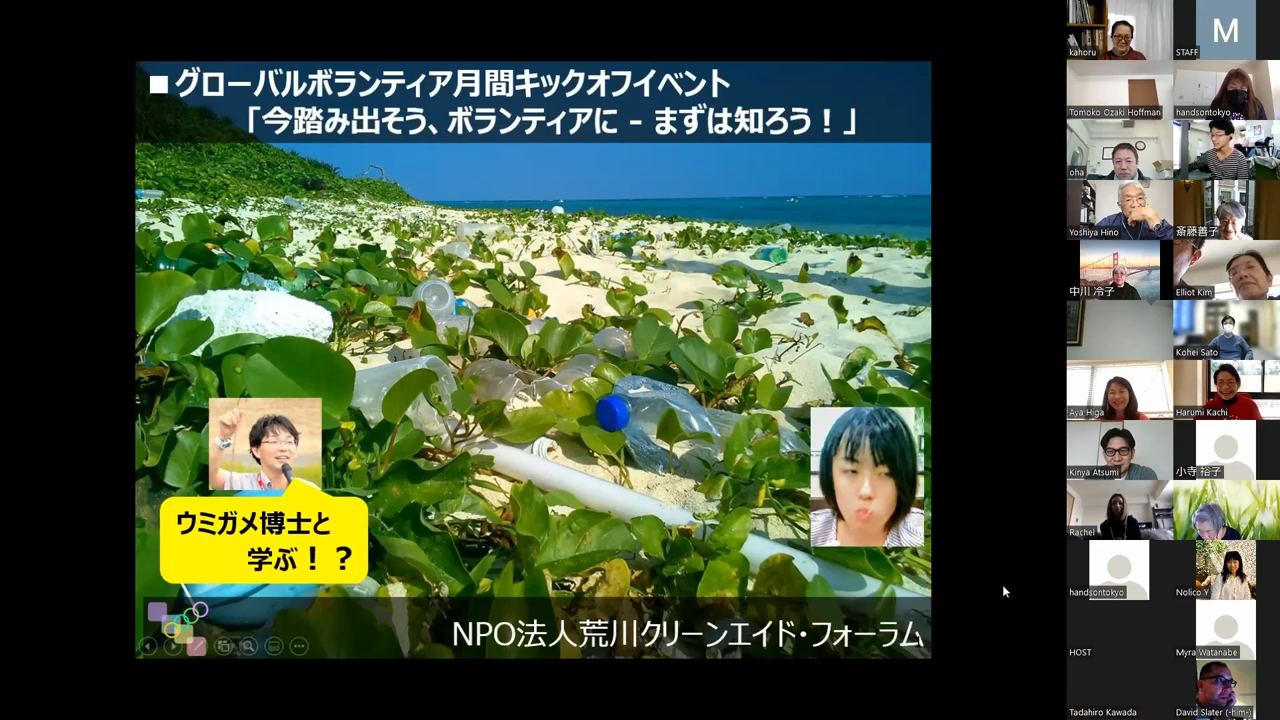 ■グローバルボランティア月間キックオフイベント
「今踏み出そう、ボランティアに – まずは知ろう！」
ウミガメ博士と
学ぶ！？
NPO法人荒川クリーンエイド・フォーラム
kahoru
M
STAFF
Tomoko Ozaki Hoffman
handsontokyo
oha
Yoshiya Hino
斎藤善子
中川 冷子
Elliot Kim
Kohei Sato
Aya Higa
Harumi Kachi
Kinya Atsumi
小寺 裕子
Rachel
handsontokyo
Nolico Y
HOST
Myra Watanabe
Tadahiro Kawada
David Slater (-him-)